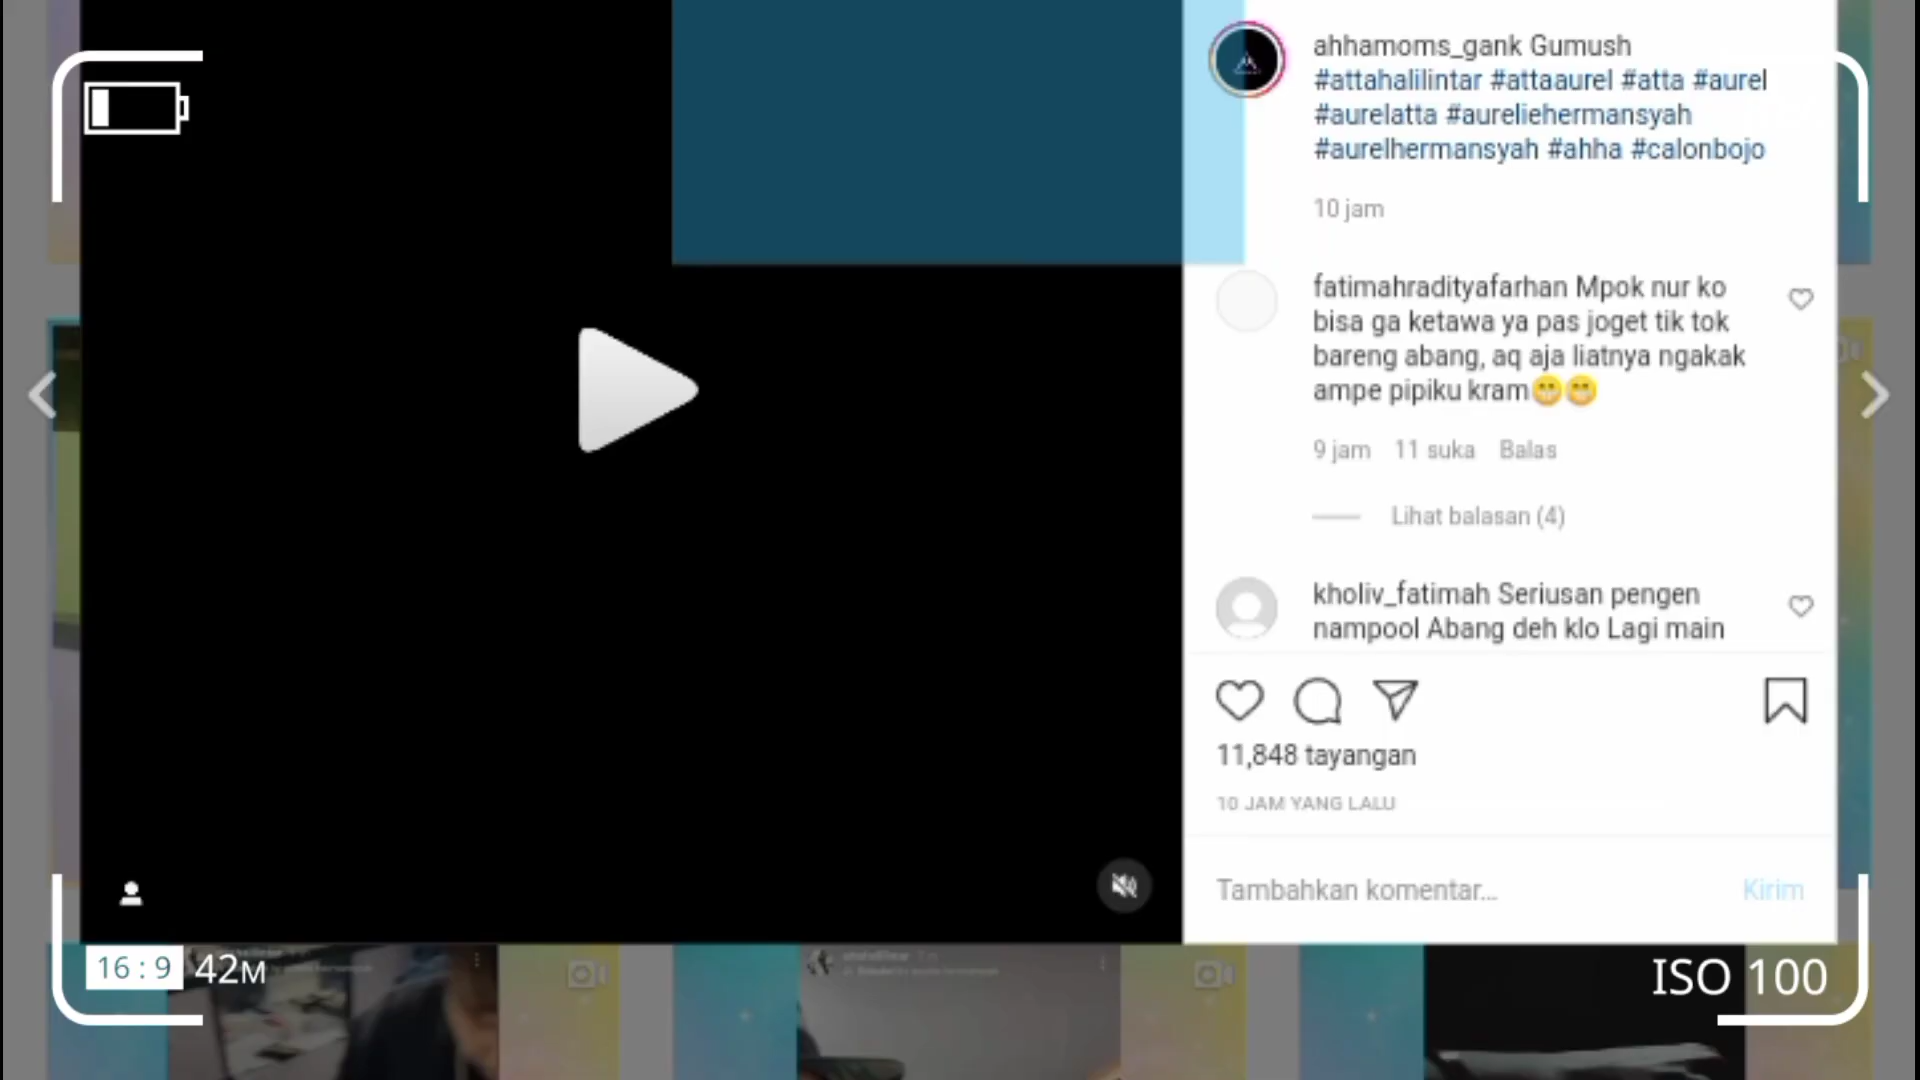 ahhamoms_gank Gumush
#attahalilintar #attaaurel #atta #aurel
#aurelatta #aureliehermansyah
#aurelhermansyah #ahha #calonbojo
10 jam
fatimahradityafarhan Mpok nur ko
bisa ga ketawa ya pas joget tik tok
bareng abang, aq aja liatnya ngakak
ampe pipiku kram😁😁
9 jam 11 suka Balas
Lihat balasan (4)
kholiv_fatimah Seriusan pengen
nampool Abang deh klo Lagi main
11,848 tayangan
10 JAM YANG LALU
Tambahkan komentar... Kirim
16 : 9 42M
ISO 100